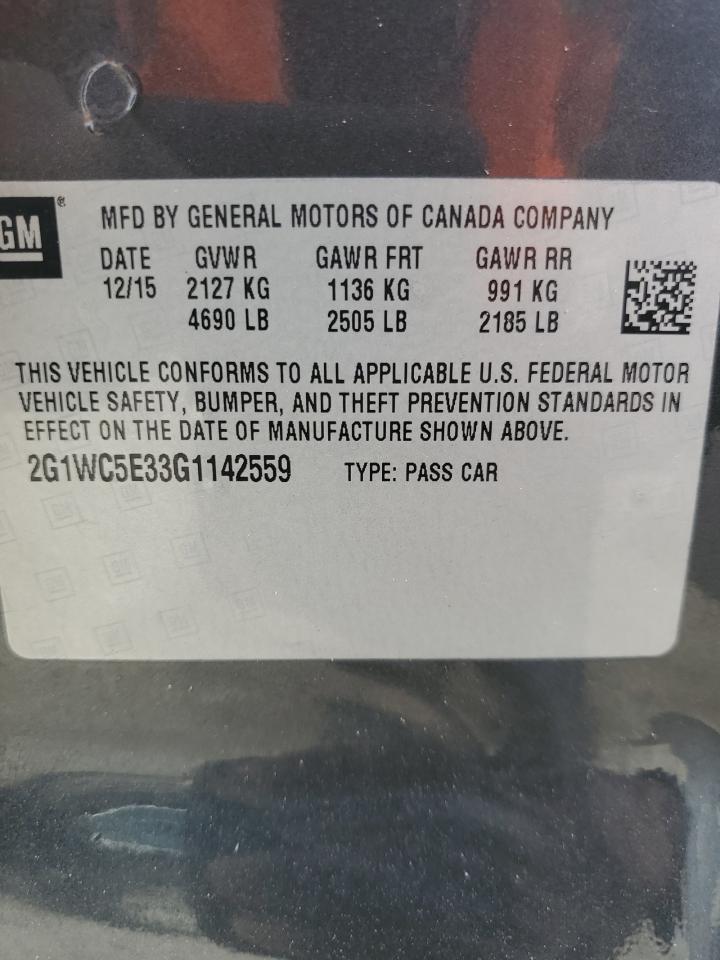 GM®
MFD BY GENERAL MOTORS OF CANADA COMPANY
DATE GVWR GAWR FRT GAWR RR
12/15 2127 KG 1136 KG 991 KG
4690 LB 2505 LB 2185 LB
THIS VEHICLE CONFORMS TO ALL APPLICABLE U.S. FEDERAL MOTOR
VEHICLE SAFETY, BUMPER, AND THEFT PREVENTION STANDARDS IN
EFFECT ON THE DATE OF MANUFACTURE SHOWN ABOVE.
2G1WC5E33G1142559 TYPE: PASS CAR